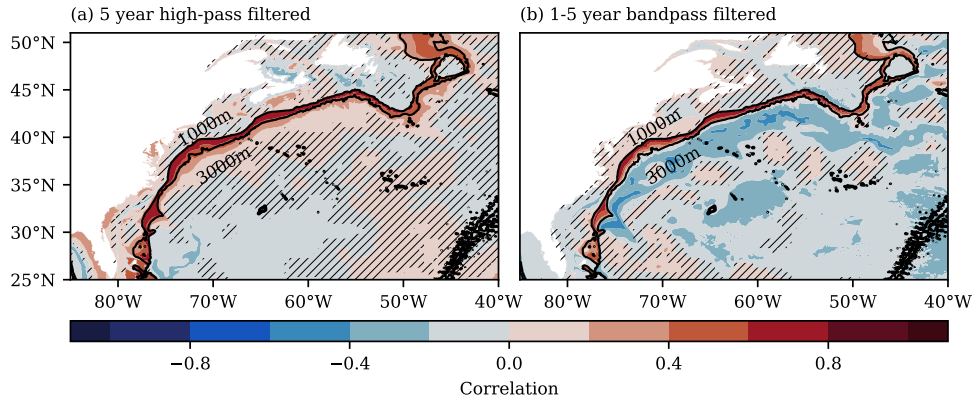 (a) 5 year high-pass filtered
(b) 1-5 year bandpass filtered
50°N
45°N
40°N
35°N
30°N
25°N
1000m
3000m
1000m
3000m
80°W 70°W 60°W 50°W 40°W
80°W 70°W 60°W 50°W 40°W
−0.8 −0.4 0.0 0.4 0.8
Correlation